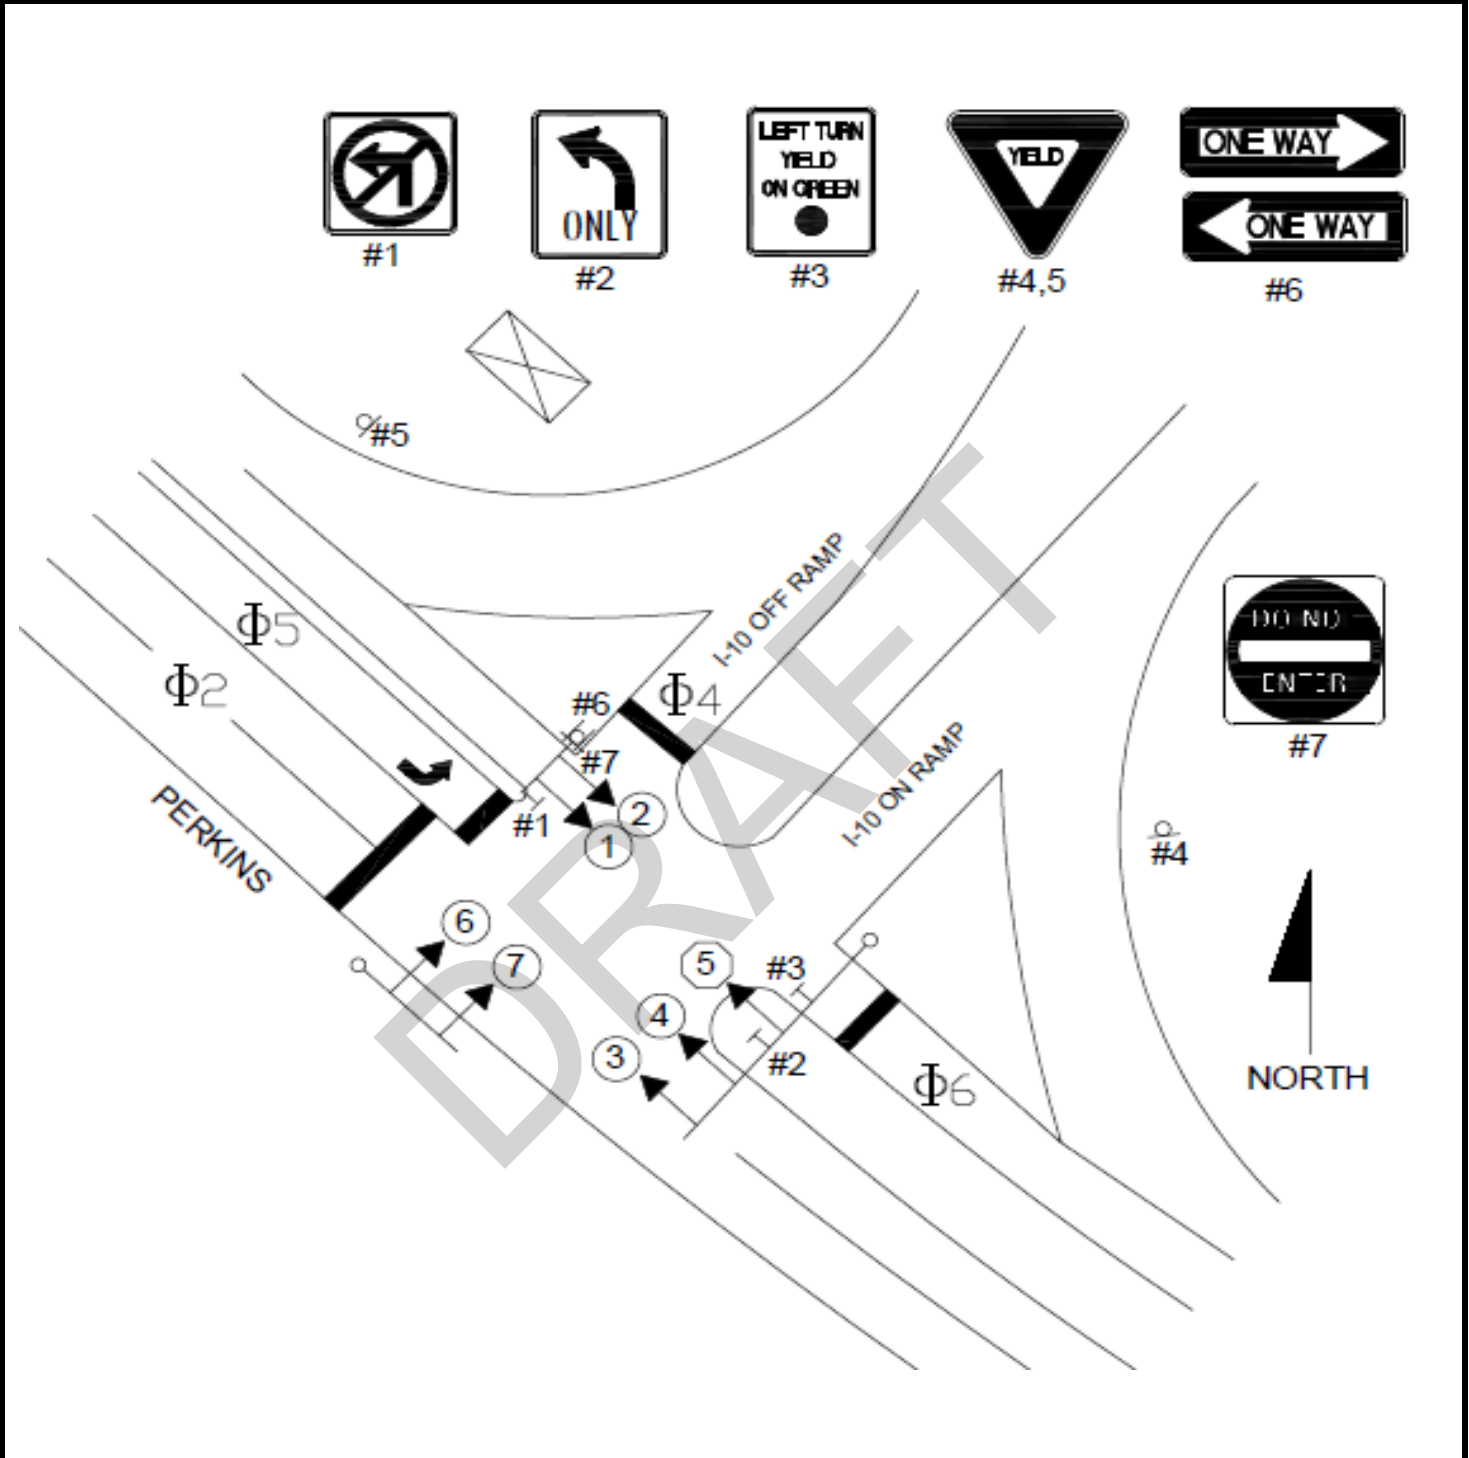 #1
ONLY
#2
LEFT TURN
YIELD
ON GREEN
#3
YIELD
#4,5
ONE WAY
ONE WAY
#6
#5
Φ5
Φ2
I-10 OFF RAMP
Φ4
#6
#7
#1
2
1
PERKINS
I-10 ON RAMP
DO NO
ENTER
#7
#4
6
7
5
#3
4
3
#2
Φ6
NORTH
DRAFT